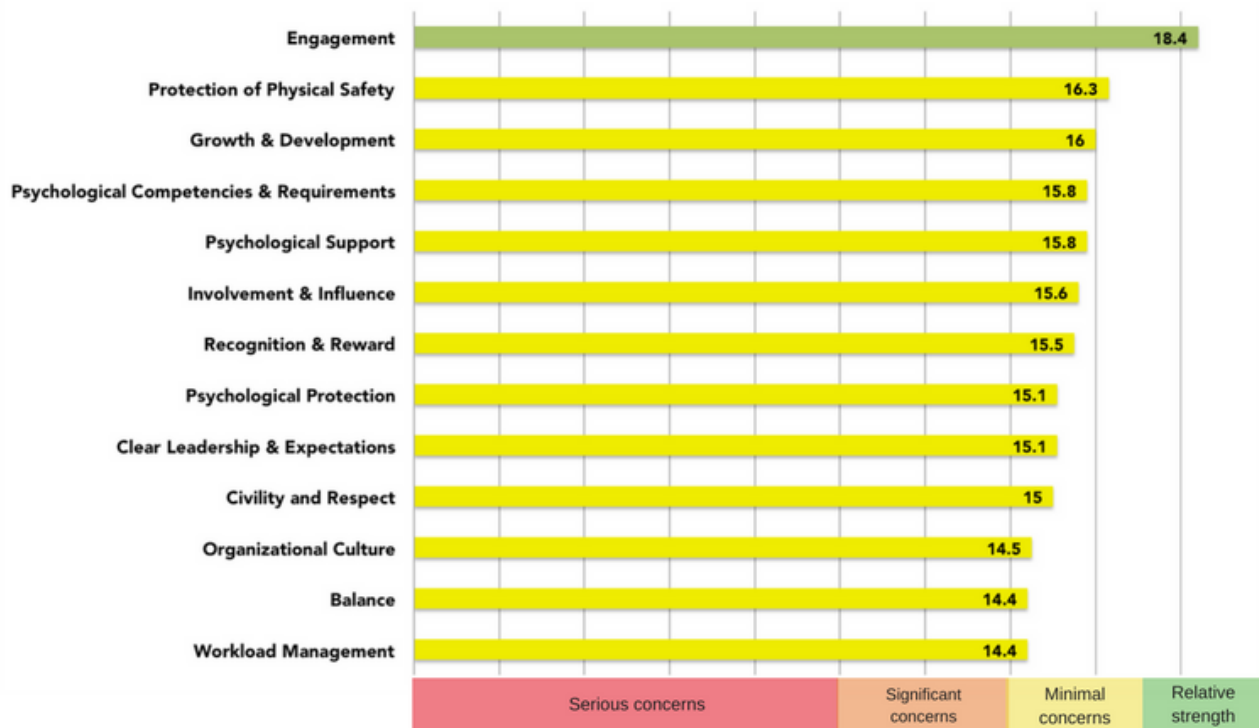 Engagement 18.4
Protection of Physical Safety 16.3
Growth & Development 16
Psychological Competencies & Requirements 15.8
Psychological Support 15.8
Involvement & Influence 15.6
Recognition & Reward 15.5
Psychological Protection 15.1
Clear Leadership & Expectations 15.1
Civility and Respect 15
Organizational Culture 14.5
Balance 14.4
Workload Management 14.4
Serious concerns
Significant
concerns
Minimal
concerns
Relative
strength